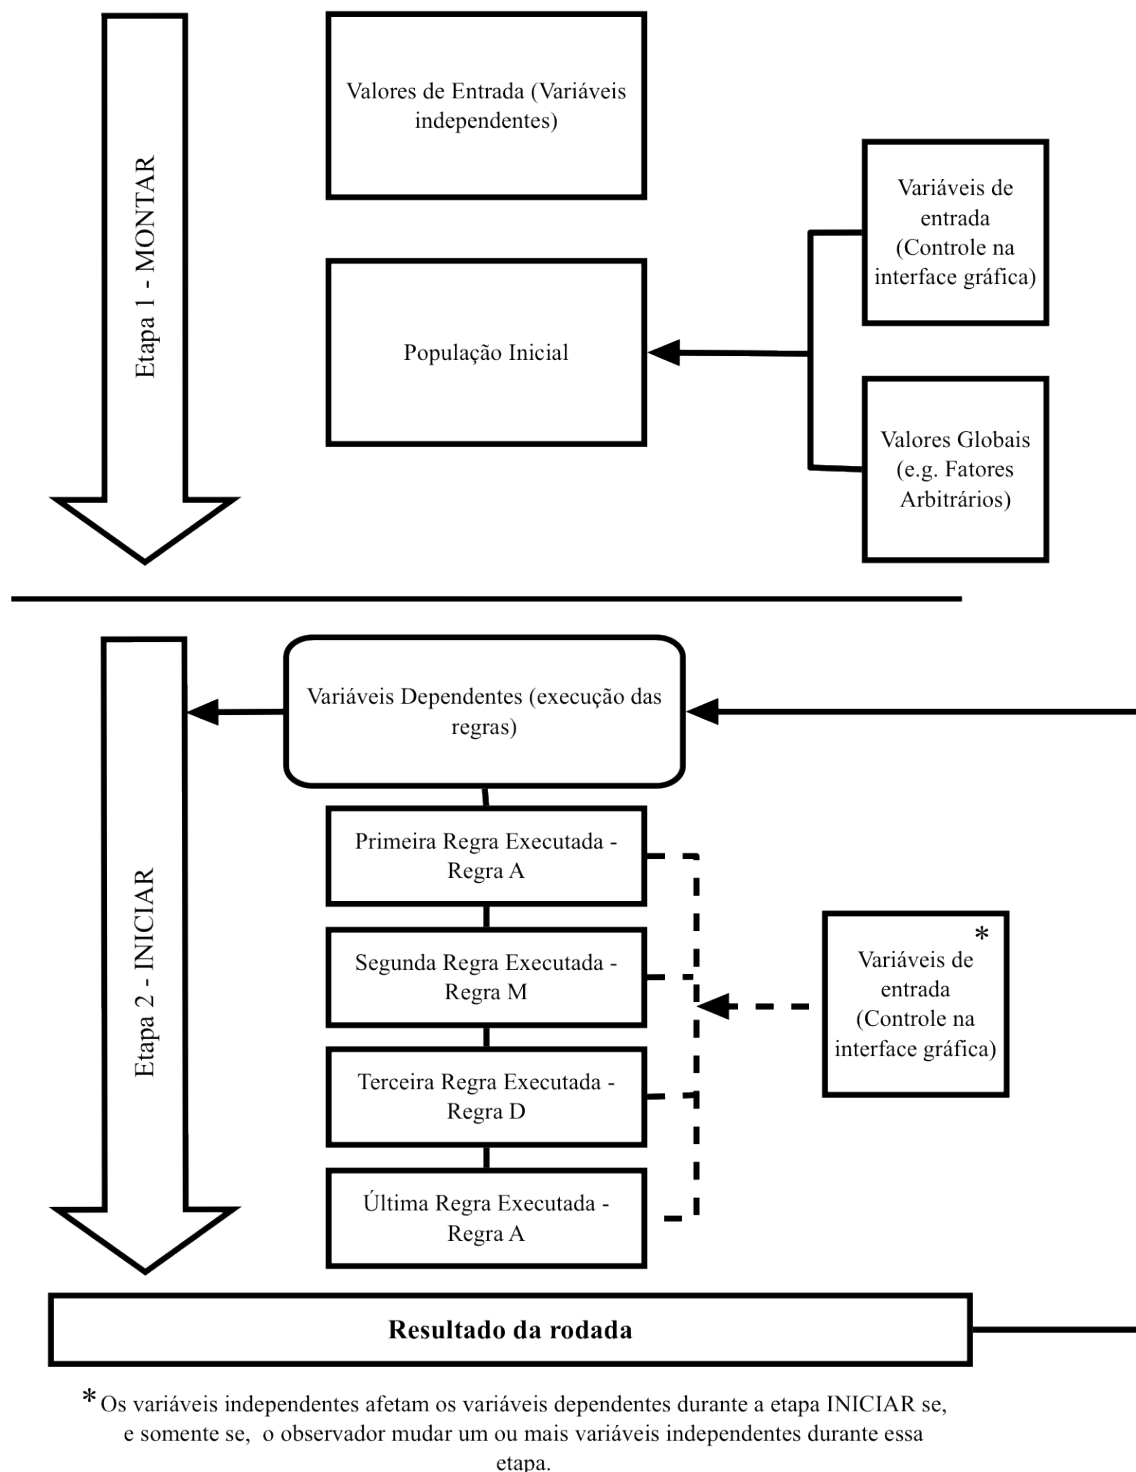 Etapa 1 - MONTAR
Valores de Entrada (Variáveis
independentes)
Variáveis de
entrada
(Controle na
interface gráfica)
População Inicial
Valores Globais
(e.g. Fatores
Arbitrários)
Etapa 2 - INICIAR
Variáveis Dependentes (execução das
regras)
Primeira Regra Executada -
Regra A
Segunda Regra Executada -
Regra M
Terceira Regra Executada -
Regra D
Última Regra Executada -
Regra A
*
Variáveis de
entrada
(Controle na
interface gráfica)
Resultado da rodada
* Os variáveis independentes afetam os variáveis dependentes durante a etapa INICIAR se,
e somente se, o observador mudar um ou mais variáveis independentes durante essa
etapa.